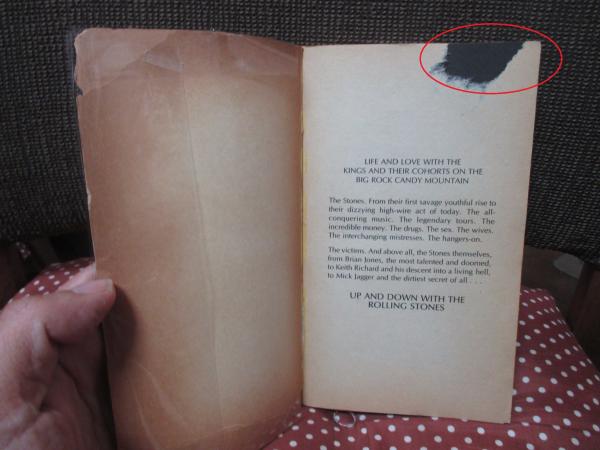 LIFE AND LOVE WITH THE
KINGS AND THEIR COHORTS ON THE
BIG ROCK CANDY MOUNTAIN
The Stones. From their first savage youthful rise to
their dizzying high-wire act of today. The all-
conquering music. The legendary tours. The
incredible money. The drugs. The sex. The wives.
The interchanging mistresses. The hangers-on.
The victims. And above all, the Stones themselves,
from Brian Jones, the most talented and doomed,
to Keith Richard and his descent into a living hell,
to Mick Jagger and the dirtiest secret of all . . .
UP AND DOWN WITH THE
ROLLING STONES